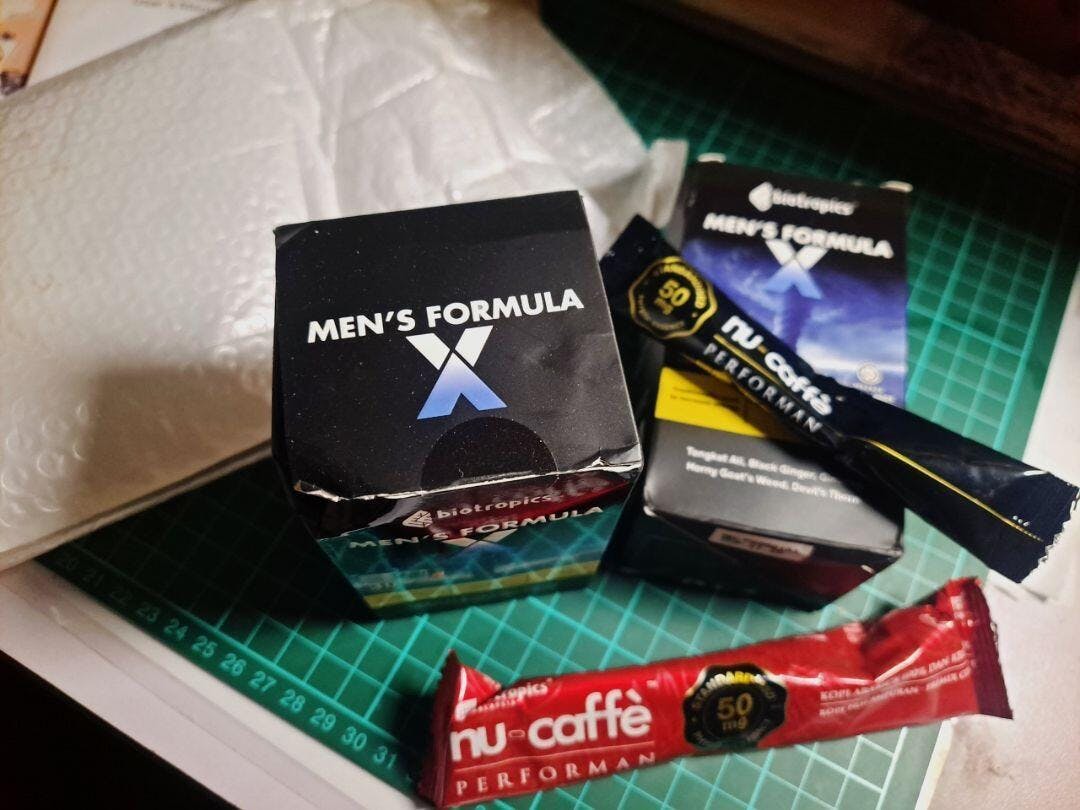 MEN'S FORMULA
X
biotropics
MEN'S FORMULA
biotropics
MEN'S FORMULA
X
Tongkat Ali, Black Ginger,
Horny Goat's Weed, Devil's Thorn
STANDARDISED
50
mg
nu-caffè
PERFORMAN
nu-caffè
PERFORMAN
50
mg
KOPI
20 21 22 23 24 25 26 27 28 29 30 31